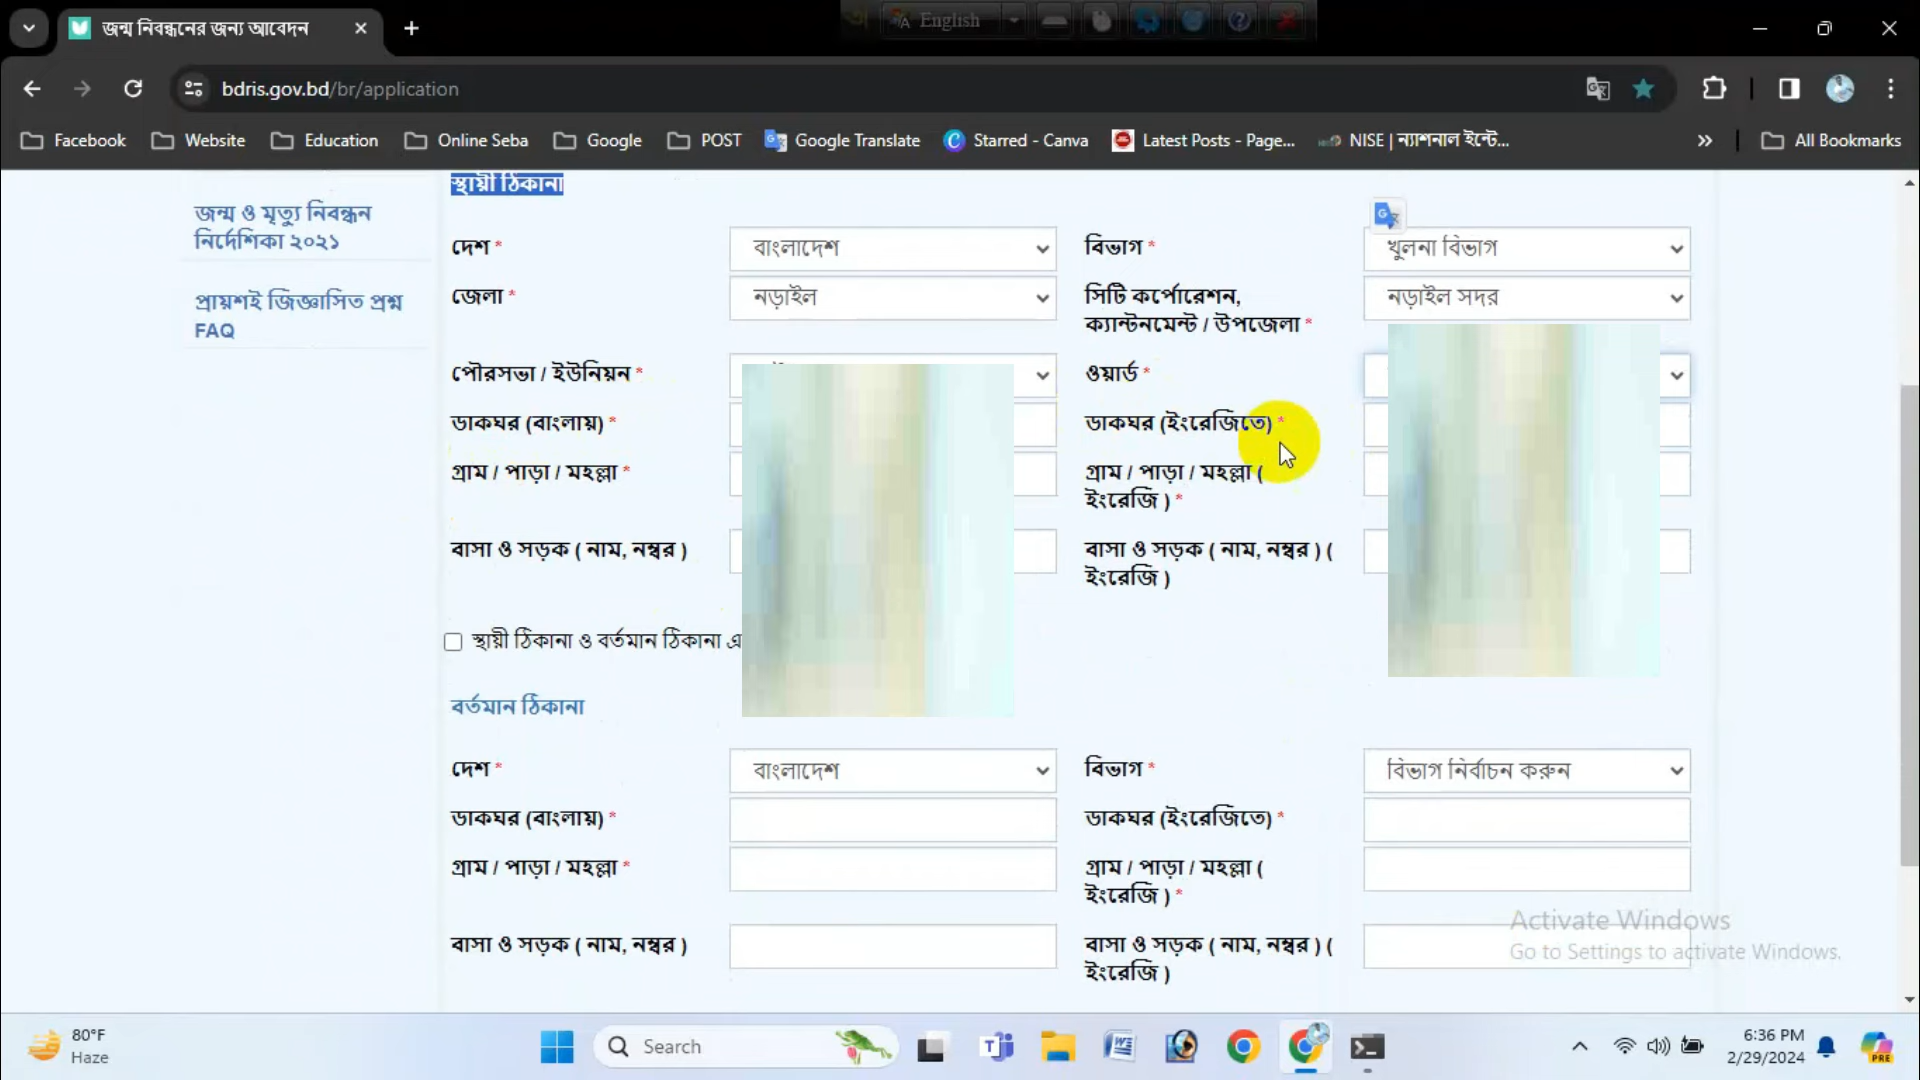 জন্ম নিবন্ধনের জন্য আবেদন
English
bdris.gov.bd/br/application
Facebook Website Education Online Seba Google POST Google Translate Starred - Canva Latest Posts - Page... NISE | ন্যাশনাল ইন্টে... » All Bookmarks
স্থায়ী ঠিকানা
জন্ম ও মৃত্যু নিবন্ধন
নির্দেশিকা ২০২১
প্রায়শই জিজ্ঞাসিত প্রশ্ন
FAQ
দেশ * বাংলাদেশ বিভাগ * খুলনা বিভাগ
জেলা * নড়াইল সিটি কর্পোরেশন, নড়াইল সদর
ক্যান্টনমেন্ট / উপজেলা *
পৌরসভা / ইউনিয়ন * ওয়ার্ড *
ডাকঘর (বাংলায়) * ডাকঘর (ইংরেজিতে) *
গ্রাম / পাড়া / মহল্লা * গ্রাম / পাড়া / মহল্লা (
ইংরেজি ) *
বাসা ও সড়ক ( নাম, নম্বর ) বাসা ও সড়ক ( নাম, নম্বর ) (
ইংরেজি )
স্থায়ী ঠিকানা ও বর্তমান ঠিকানা এ
বর্তমান ঠিকানা
দেশ * বাংলাদেশ বিভাগ * বিভাগ নির্বাচন করুন
ডাকঘর (বাংলায়) * ডাকঘর (ইংরেজিতে) *
গ্রাম / পাড়া / মহল্লা * গ্রাম / পাড়া / মহল্লা (
ইংরেজি ) *
বাসা ও সড়ক ( নাম, নম্বর ) বাসা ও সড়ক ( নাম, নম্বর ) (
ইংরেজি )
Activate Windows
Go to Settings to activate Windows.
80°F
Haze
Search
6:36 PM
2/29/2024
PRE